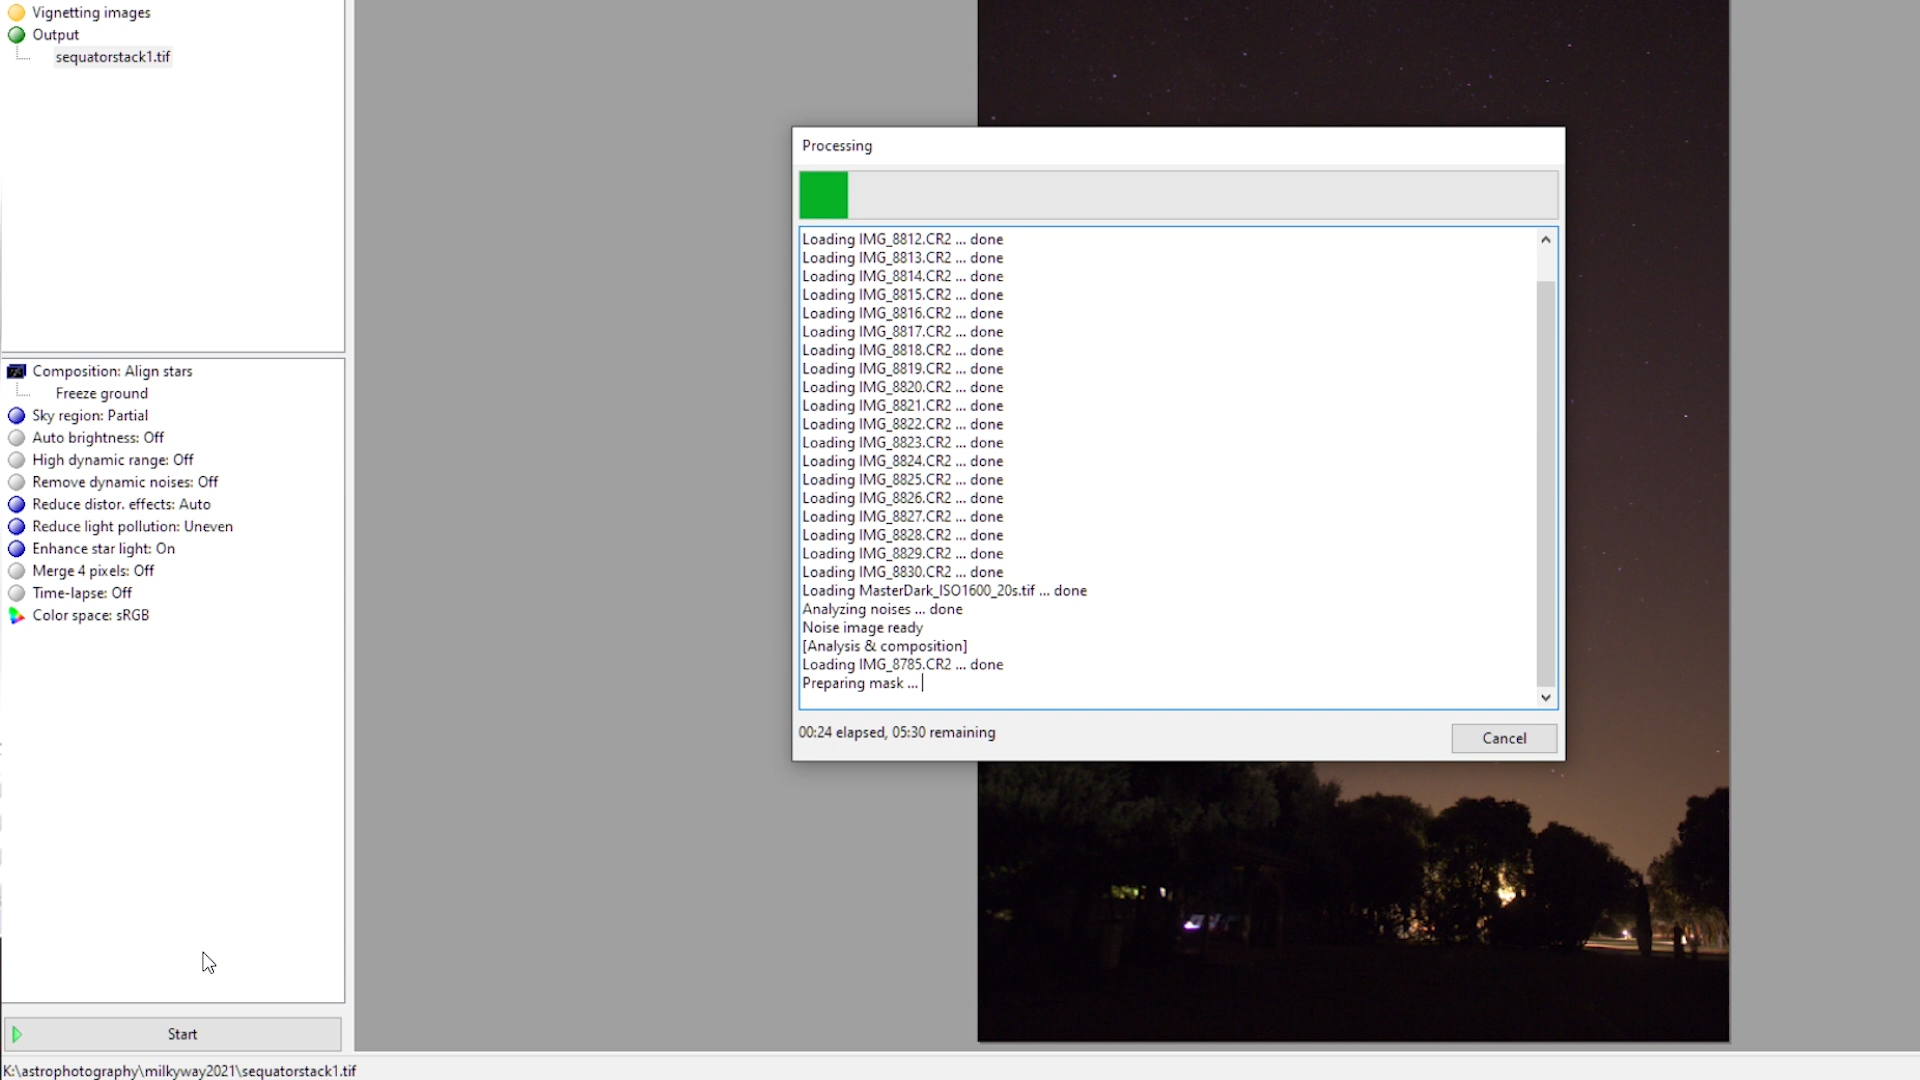 Vignetting images
Output
sequatorstack1.tif
Composition: Align stars
Freeze ground
Sky region: Partial
Auto brightness: Off
High dynamic range: Off
Remove dynamic noises: Off
Reduce distor. effects: Auto
Reduce light pollution: Uneven
Enhance star light: On
Merge 4 pixels: Off
Time-lapse: Off
Color space: sRGB
Start
K:\astrophotography\milkyway2021\sequatorstack1.tif
Processing
Loading IMG_8812.CR2 ... done
Loading IMG_8813.CR2 ... done
Loading IMG_8814.CR2 ... done
Loading IMG_8815.CR2 ... done
Loading IMG_8816.CR2 ... done
Loading IMG_8817.CR2 ... done
Loading IMG_8818.CR2 ... done
Loading IMG_8819.CR2 ... done
Loading IMG_8820.CR2 ... done
Loading IMG_8821.CR2 ... done
Loading IMG_8822.CR2 ... done
Loading IMG_8823.CR2 ... done
Loading IMG_8824.CR2 ... done
Loading IMG_8825.CR2 ... done
Loading IMG_8826.CR2 ... done
Loading IMG_8827.CR2 ... done
Loading IMG_8828.CR2 ... done
Loading IMG_8829.CR2 ... done
Loading IMG_8830.CR2 ... done
Loading MasterDark_ISO1600_20s.tif ... done
Analyzing noises ... done
Noise image ready
[Analysis & composition]
Loading IMG_8785.CR2 ... done
Preparing mask ...
00:24 elapsed, 05:30 remaining
Cancel